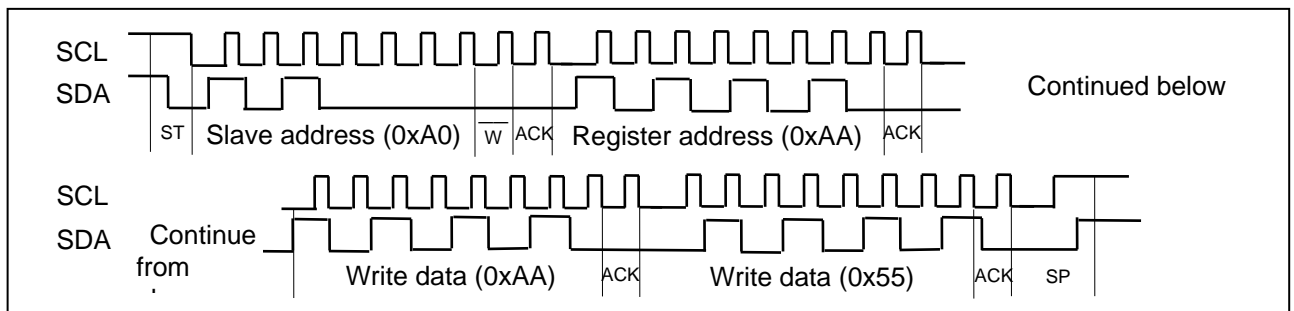 SCL
SDA
Continued below
ST Slave address (0xA0) W ACK Register address (0xAA) ACK
SCL
SDA Continue
from
Write data (0xAA) ACK Write data (0x55) ACK SP